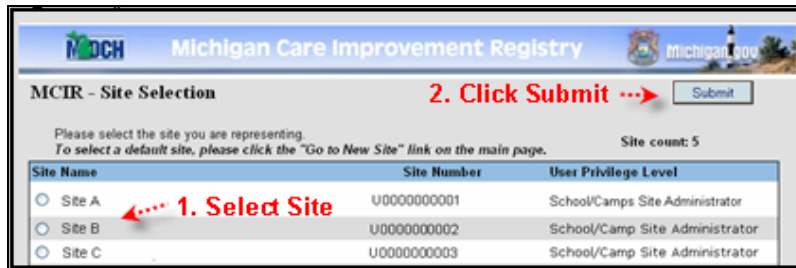 MDCH Michigan Care Improvement Registry michigan.gov
MCIR - Site Selection 2. Click Submit Submit
Please select the site you are representing.
To select a default site, please click the "Go to New Site" link on the main page. Site count: 5
Site Name Site Number User Privilege Level
Site A U0000000001 School/Camps Site Administrator
1. Select Site
Site B U0000000002 School/Camp Site Administrator
Site C U0000000003 School/Camp Site Administrator